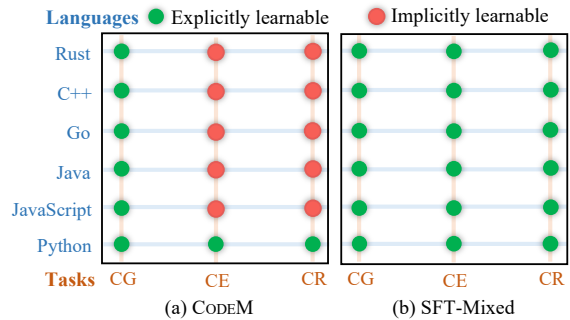 Languages Explicitly learnable Implicitly learnable
Rust
C++
Go
Java
JavaScript
Python
Tasks CG CE CR CG CE CR
(a) CODEM (b) SFT-Mixed